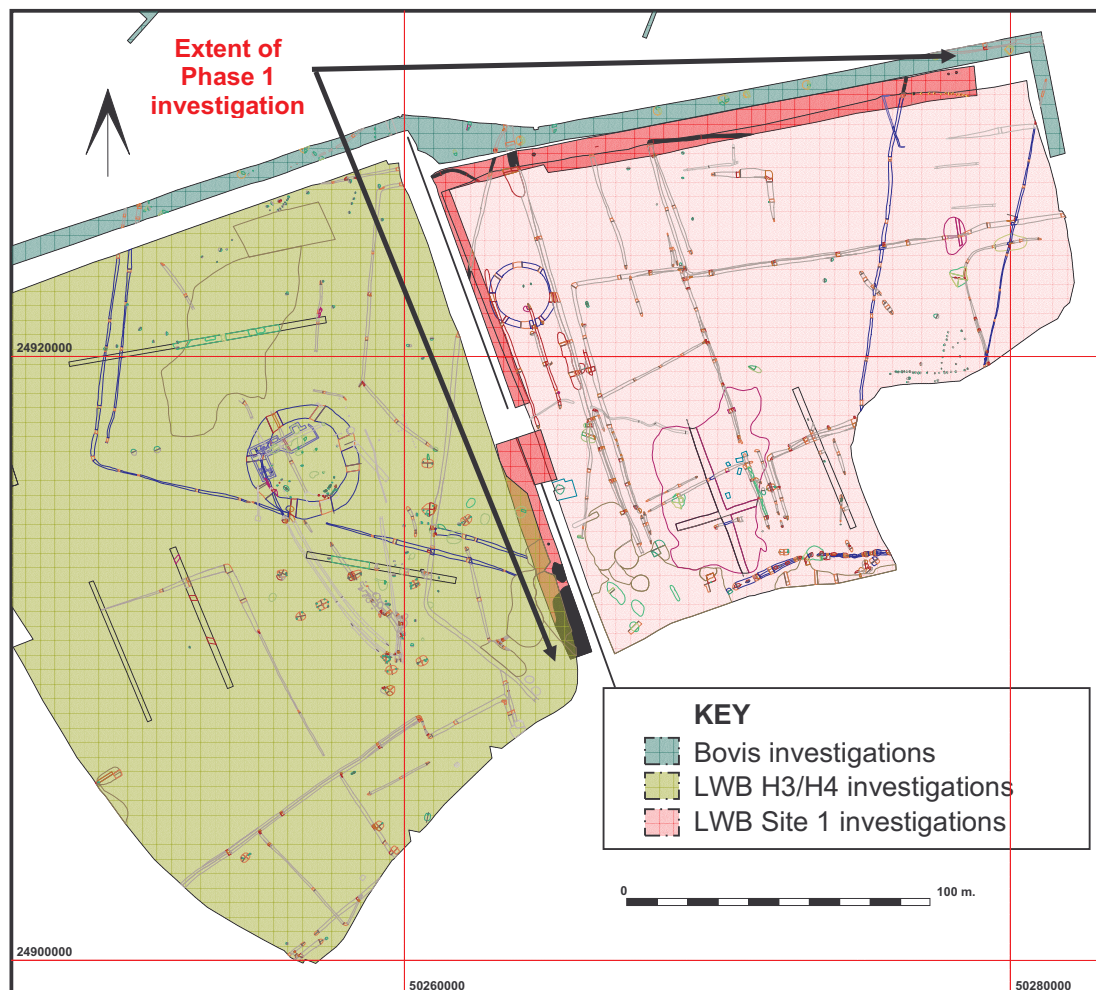 Extent of
Phase 1
investigation
24920000
KEY
Bovis investigations
LWB H3/H4 investigations
LWB Site 1 investigations
0 100 m.
24900000
50260000 50280000